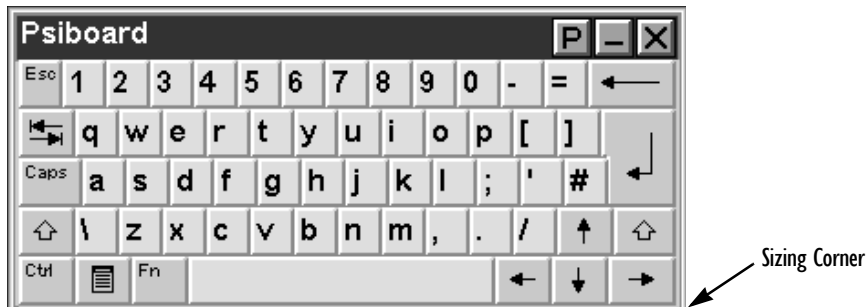 Psiboard P
Esc 1 2 3 4 5 6 7 8 9 0 - =
q w e r t y u i o p [ ]
Caps a s d f g h j k l ; ' #
\ z x c v b n m , . /
Ctrl Fn
Sizing Corner